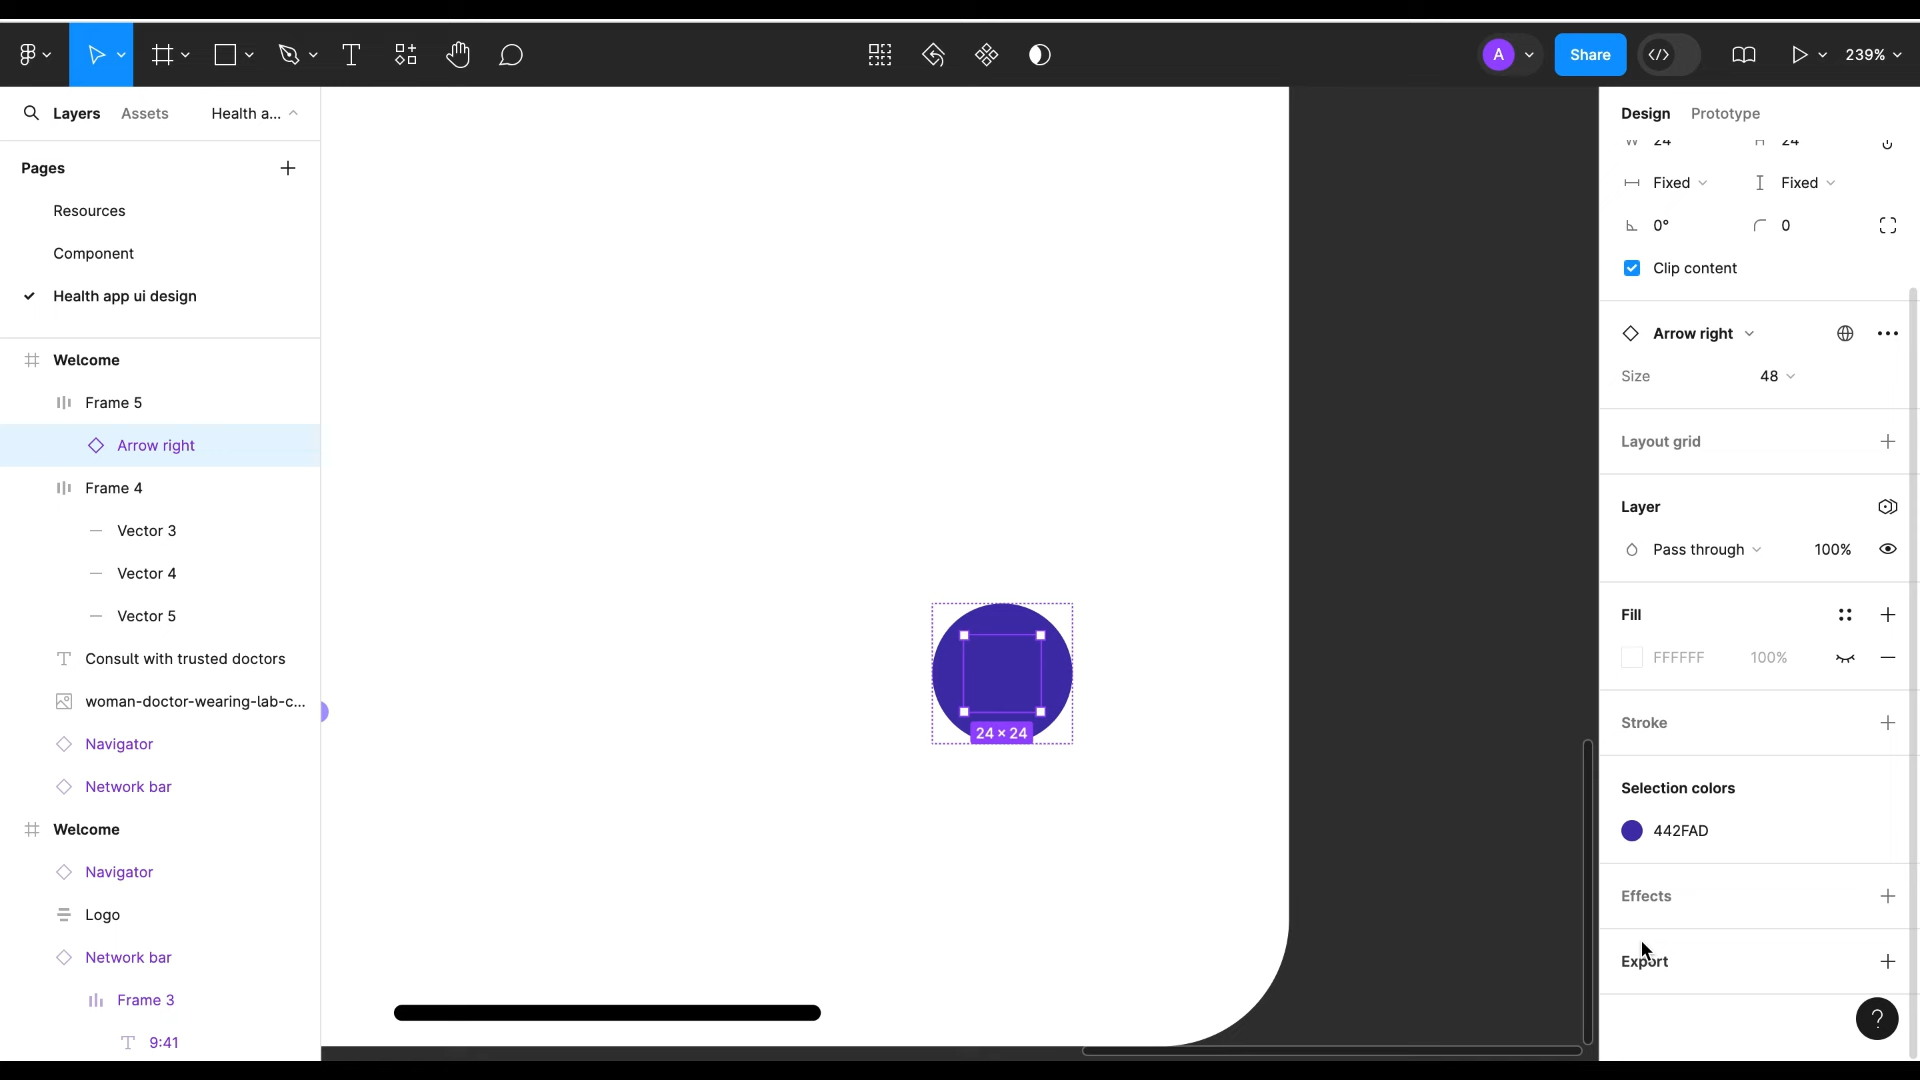 A
Share
239%
Layers Assets Health a...
Pages
Resources
Component
Health app ui design
Welcome
Frame 5
Arrow right
Frame 4
Vector 3
Vector 4
Vector 5
T Consult with trusted doctors
woman-doctor-wearing-lab-c...
Navigator
Network bar
Welcome
Navigator
Logo
Network bar
Frame 3
T 9:41
24 × 24
Design Prototype
W 24 H 24
Fixed Fixed
0° 0
Clip content
Arrow right
Size 48
Layout grid
Layer
Pass through 100%
Fill
FFFFFF 100%
Stroke
Selection colors
442FAD
Effects
Export
?